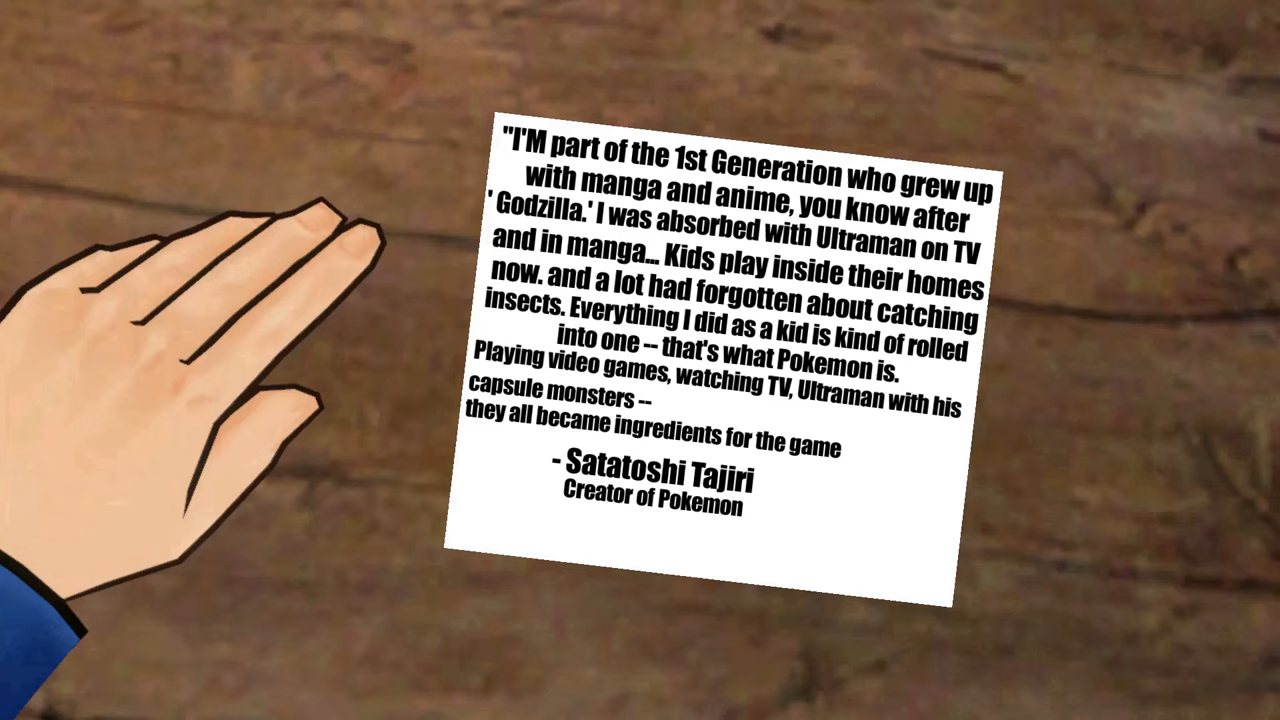 "I'M part of the 1st Generation who grew up
with manga and anime, you know after
' Godzilla.' I was absorbed with Ultraman on TV
and in manga... Kids play inside their homes
now. and a lot had forgotten about catching
insects. Everything I did as a kid is kind of rolled
into one -- that's what Pokemon is.
Playing video games, watching TV, Ultraman with his
capsule monsters --
they all became ingredients for the game
- Satatoshi Tajiri
Creator of Pokemon